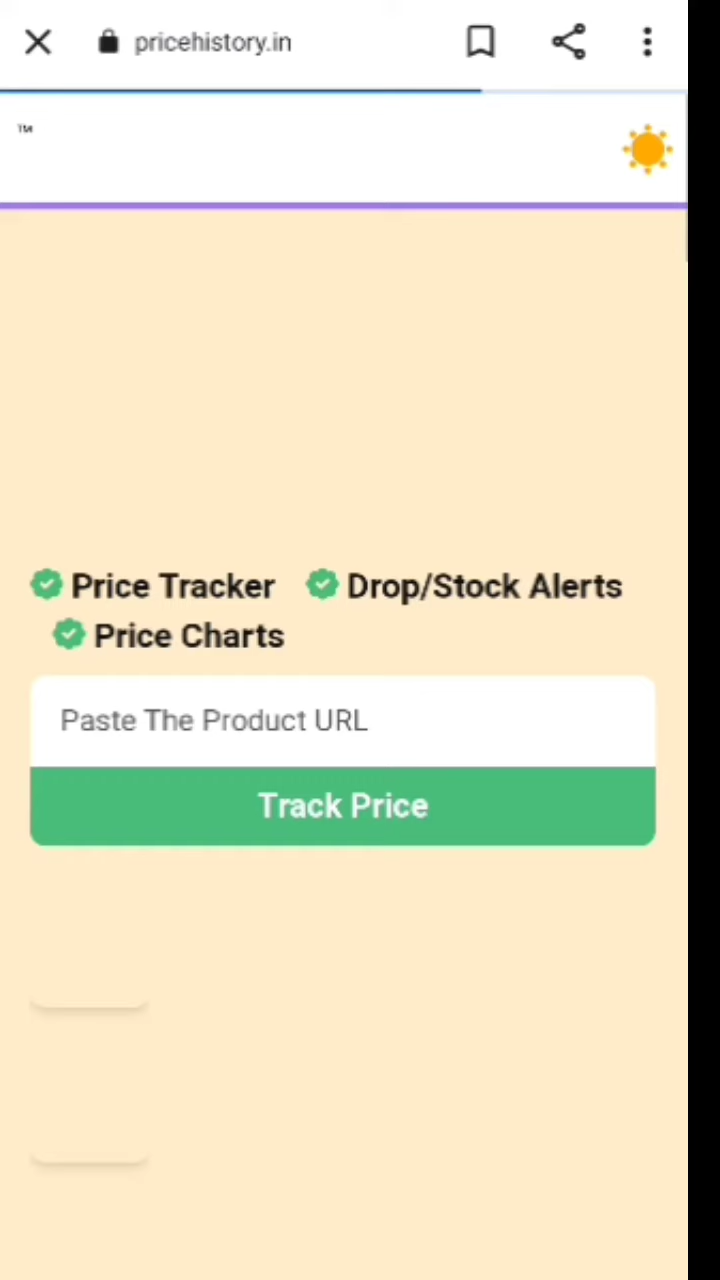 pricehistory.in
TM
Price Tracker Drop/Stock Alerts
Price Charts
Paste The Product URL
Track Price